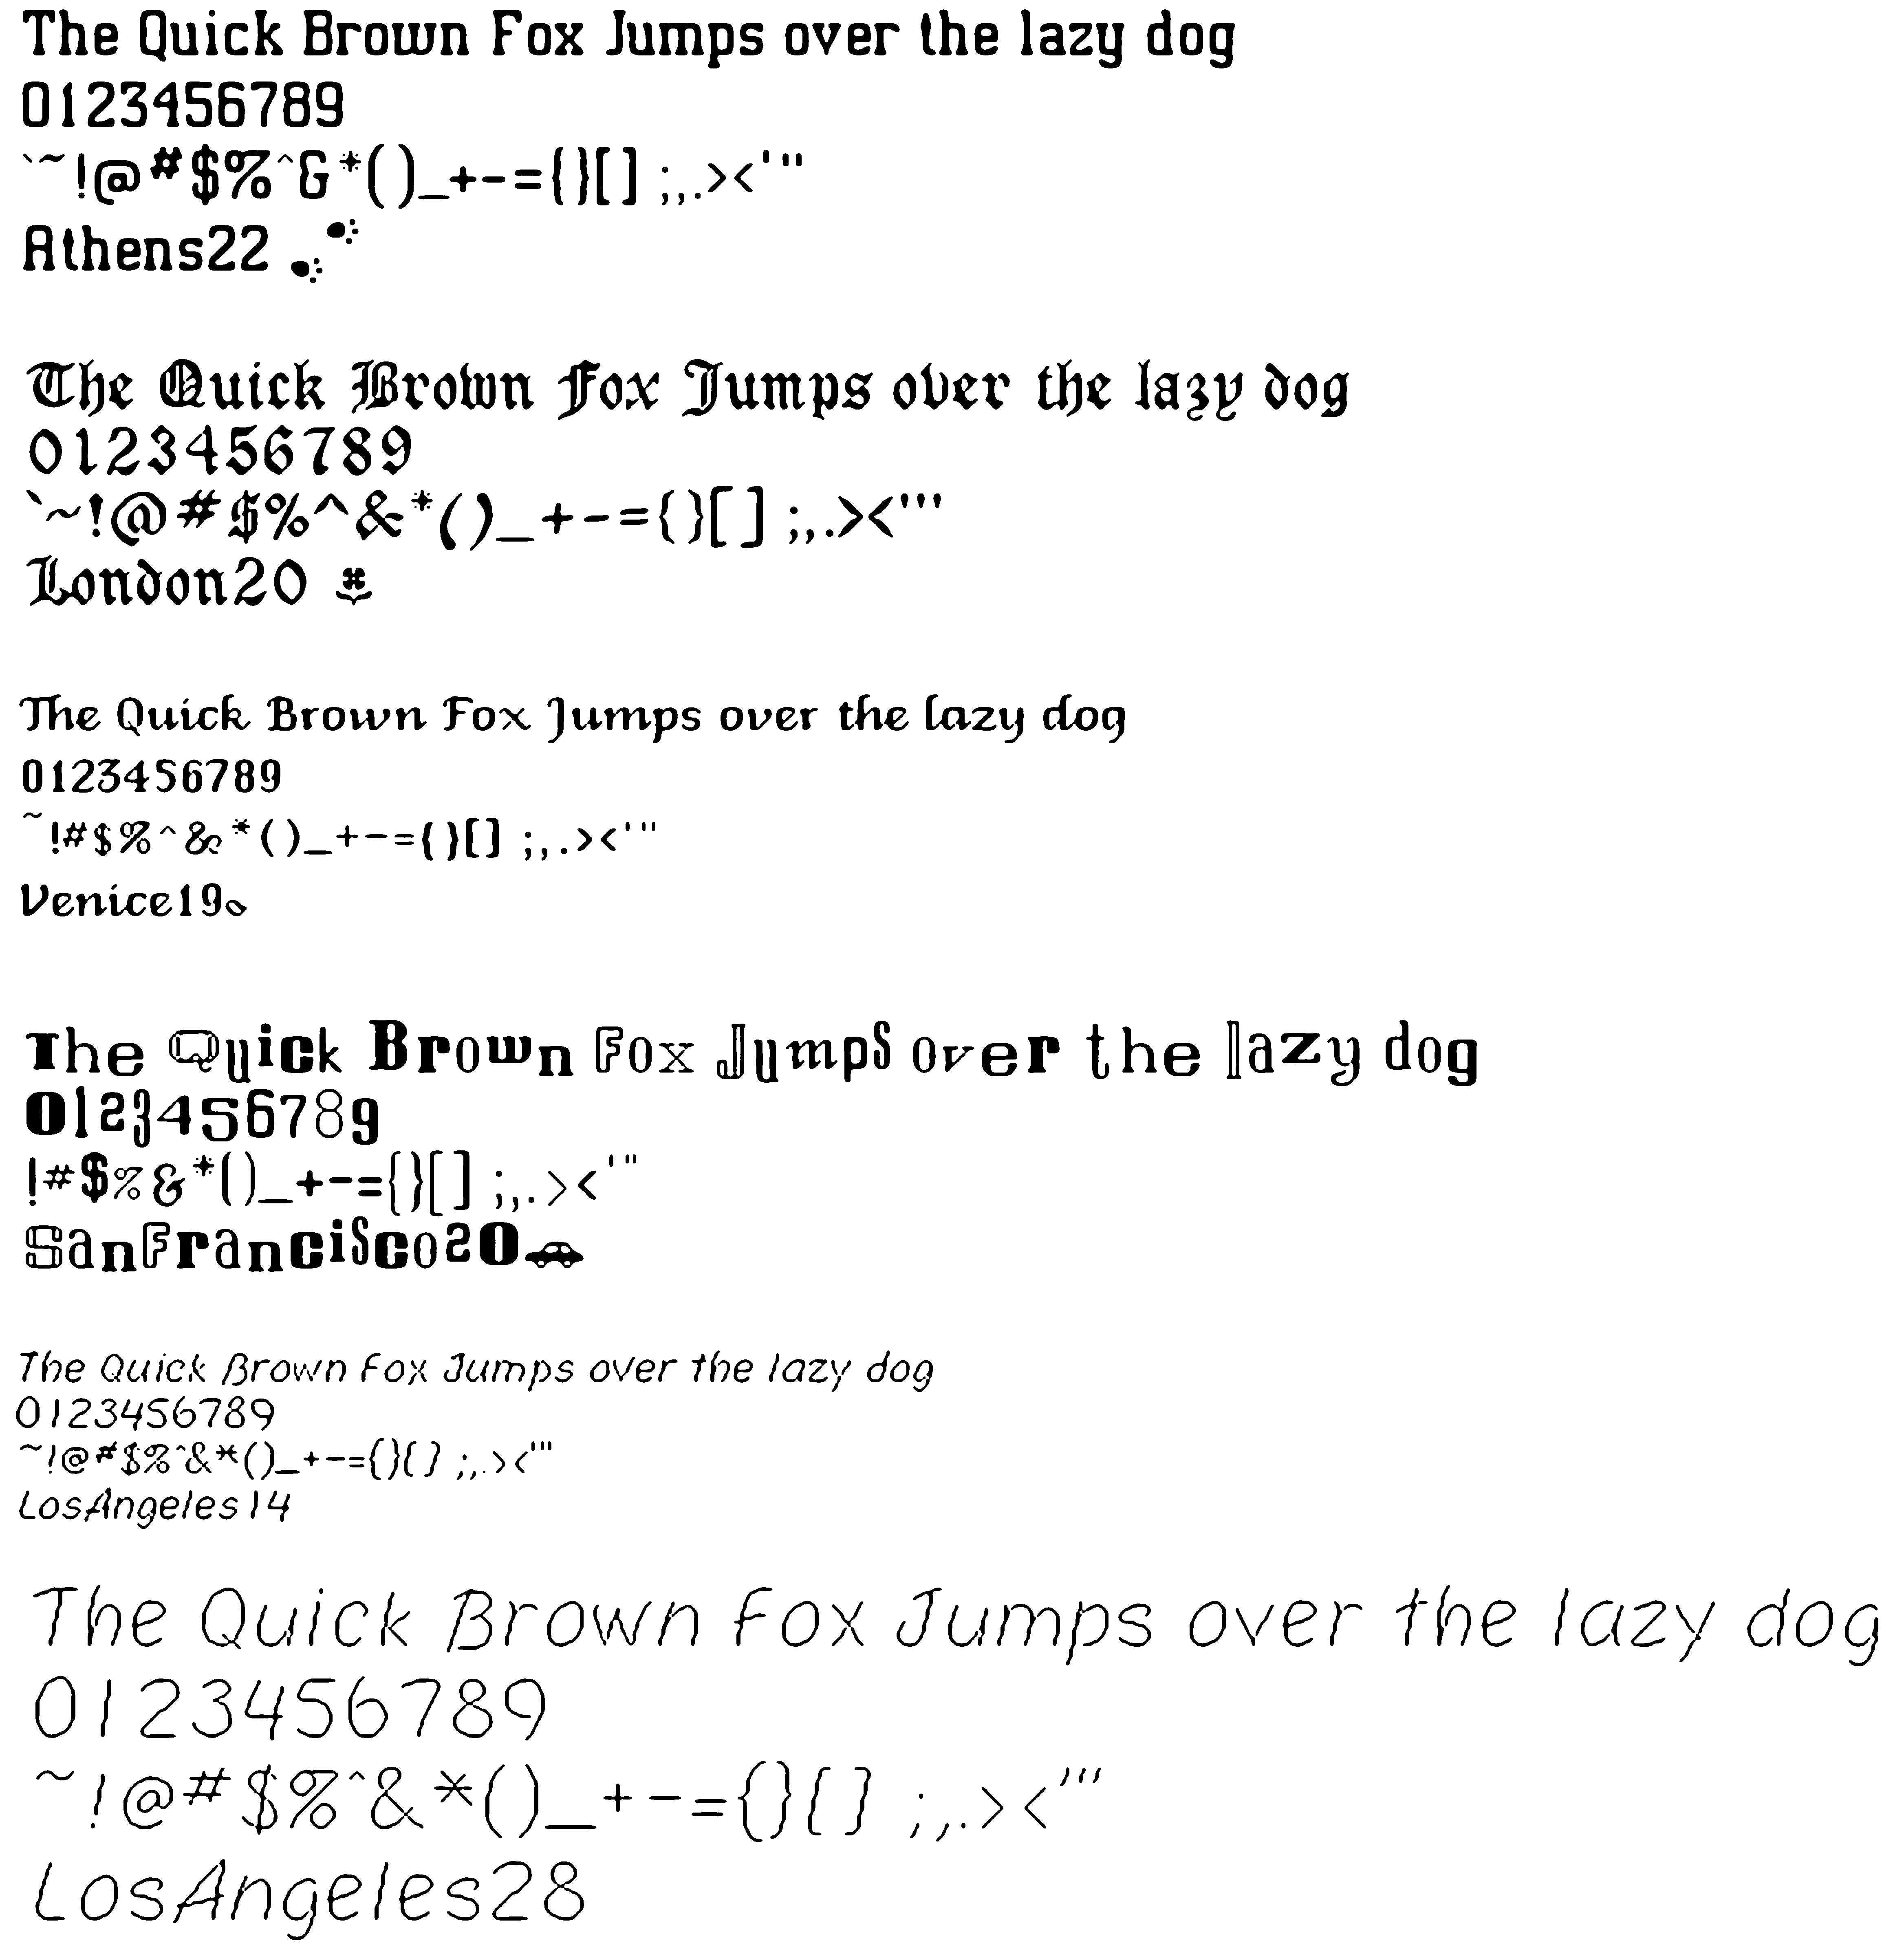 The Quick Brown Fox Jumps over the lazy dog
0123456789
`~!@#$%^&*()_+-={}[] ;,.><'"
Athens22
The Quick Brown Fox Jumps over the lazy dog
0123456789
`~!@#$%^&*()_+-={}[] ;,.><'"
London20
The Quick Brown Fox Jumps over the lazy dog
0123456789
~!#$%^&*()_+-={}[] ;,.><'"
Venice19
The Quick Brown Fox Jumps over the lazy dog
0123456789
!#$%&*()_+-={}[] ;,.><'"
SanFrancisco20
The Quick Brown Fox Jumps over the lazy dog
0123456789
~!@#$%^&*()_+-={}[] ;,.><'"
LosAngeles14
The Quick Brown Fox Jumps over the lazy dog
0123456789
~!@#$%^&*()_+-={}[] ;,.><'"
LosAngeles28